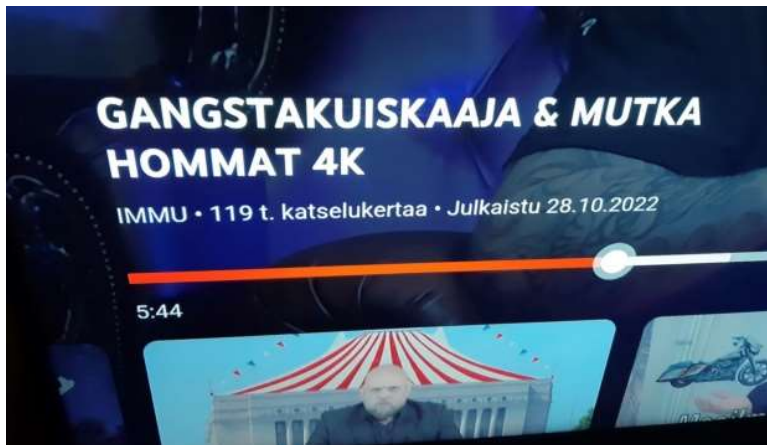 GANGSTAKUISKAAJA & MUTKA
HOMMAT 4K
IMMU • 119 t. katselukertaa • Julkaistu 28.10.2022
5:44